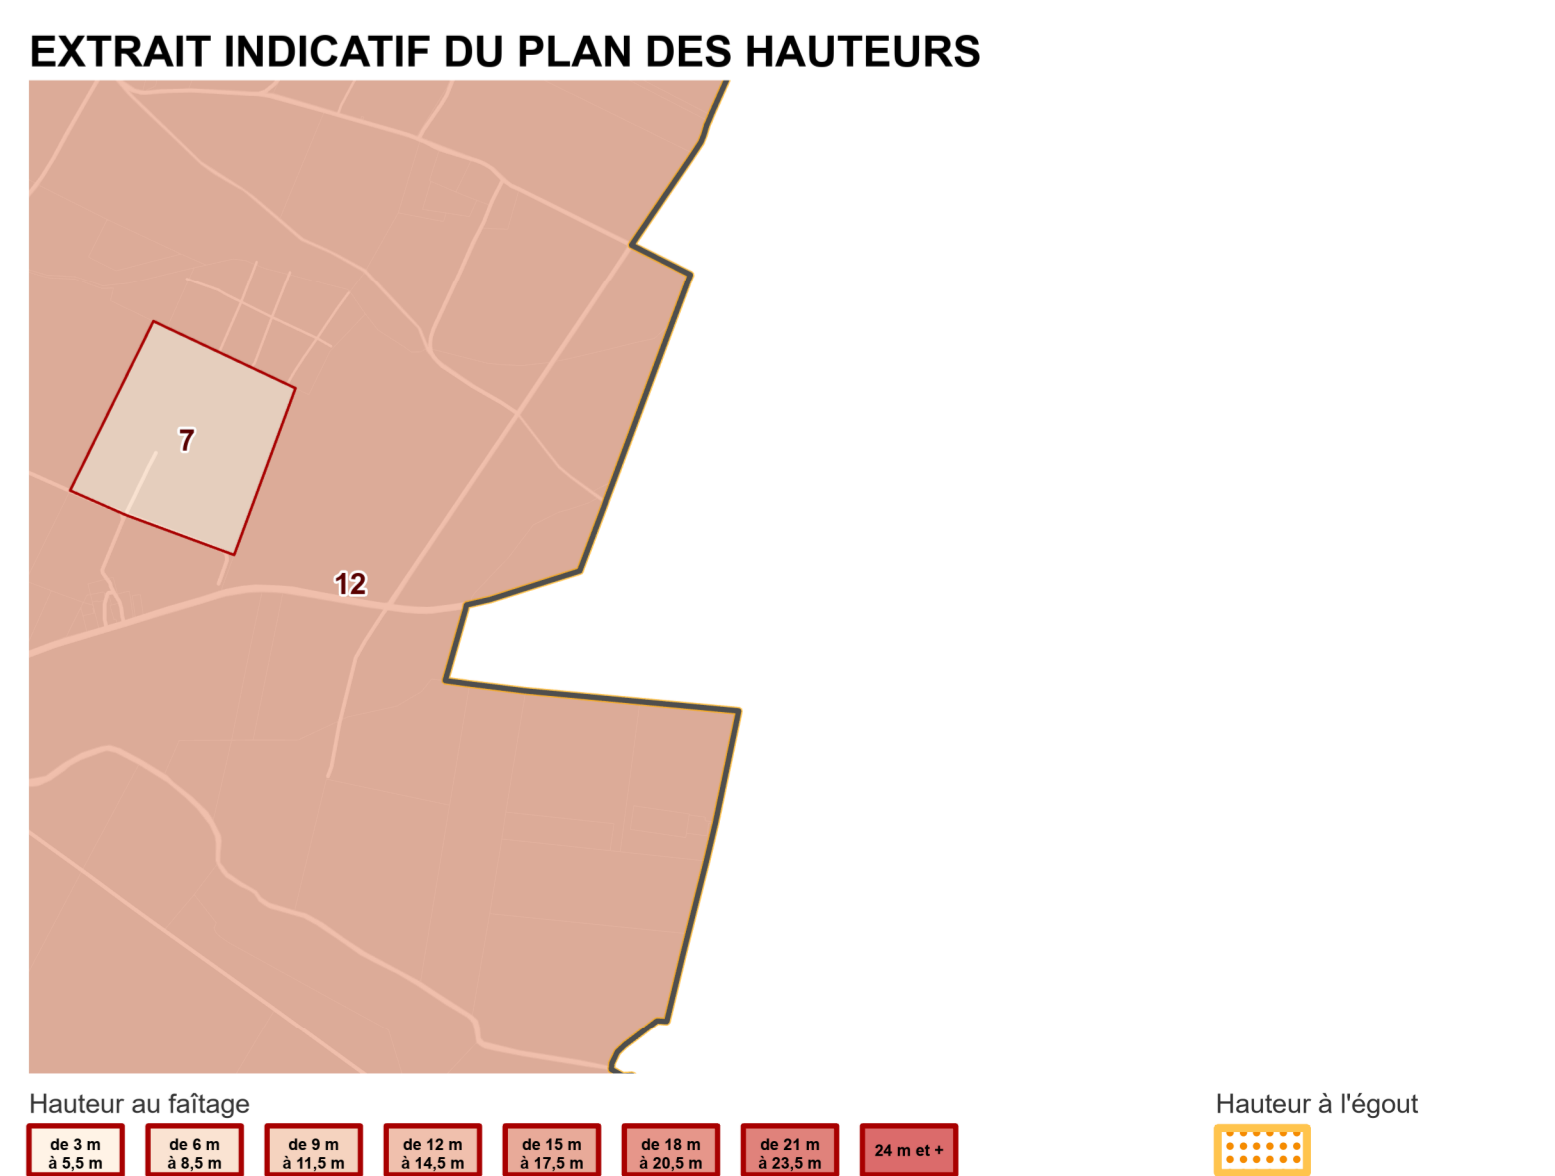 EXTRAIT INDICATIF DU PLAN DES HAUTEURS
7
12
Hauteur au faîtage
Hauteur à l'égout
de 3 m
à 5,5 m
de 6 m
à 8,5 m
de 9 m
à 11,5 m
de 12 m
à 14,5 m
de 15 m
à 17,5 m
de 18 m
à 20,5 m
de 21 m
à 23,5 m
24 m et +